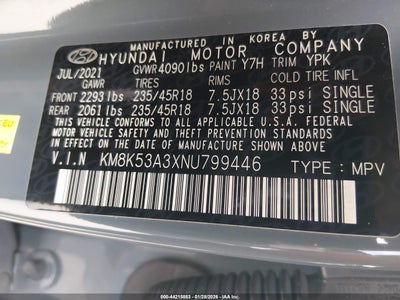 MANUFACTURED IN KOREA BY
HYUNDAI MOTOR COMPANY
JUL/2021 GVWR4090lbs PAINT Y7H TRIM YPK
GAWR TIRES RIMS COLD TIRE INFL
FRONT 2293lbs 235/45R18 7.5JX18 33psi SINGLE
REAR 2061lbs 235/45R18 7.5JX18 33psi SINGLE
THIS VEHICLE CONFORMS TO ALL APPLICABLE U.S. FEDERAL
MOTOR VEHICLE SAFETY, BUMPER, AND THEFT PREVENTION
STANDARDS IN EFFECT ON THE DATE OF MANUFACTURE SHOWN ABOVE.
V.I.N KM8K53A3XNU799446 TYPE:MPV
000-44215883 - 01/28/2026 - IAA Inc.